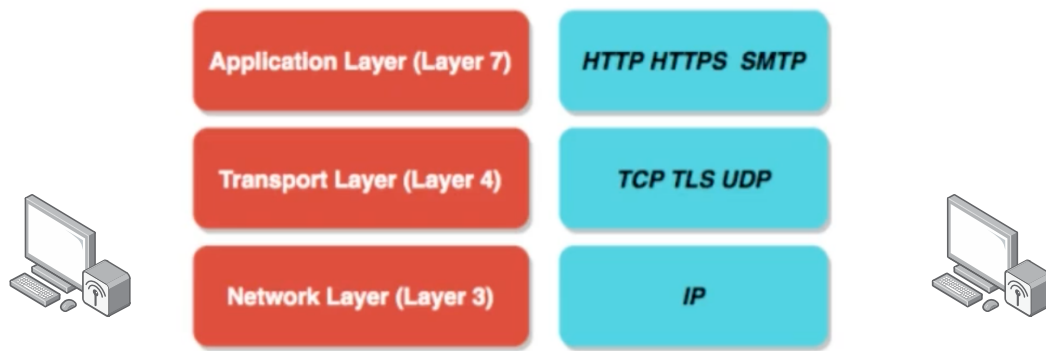 Application Layer (Layer 7)
HTTP HTTPS SMTP
Transport Layer (Layer 4)
TCP TLS UDP
Network Layer (Layer 3)
IP